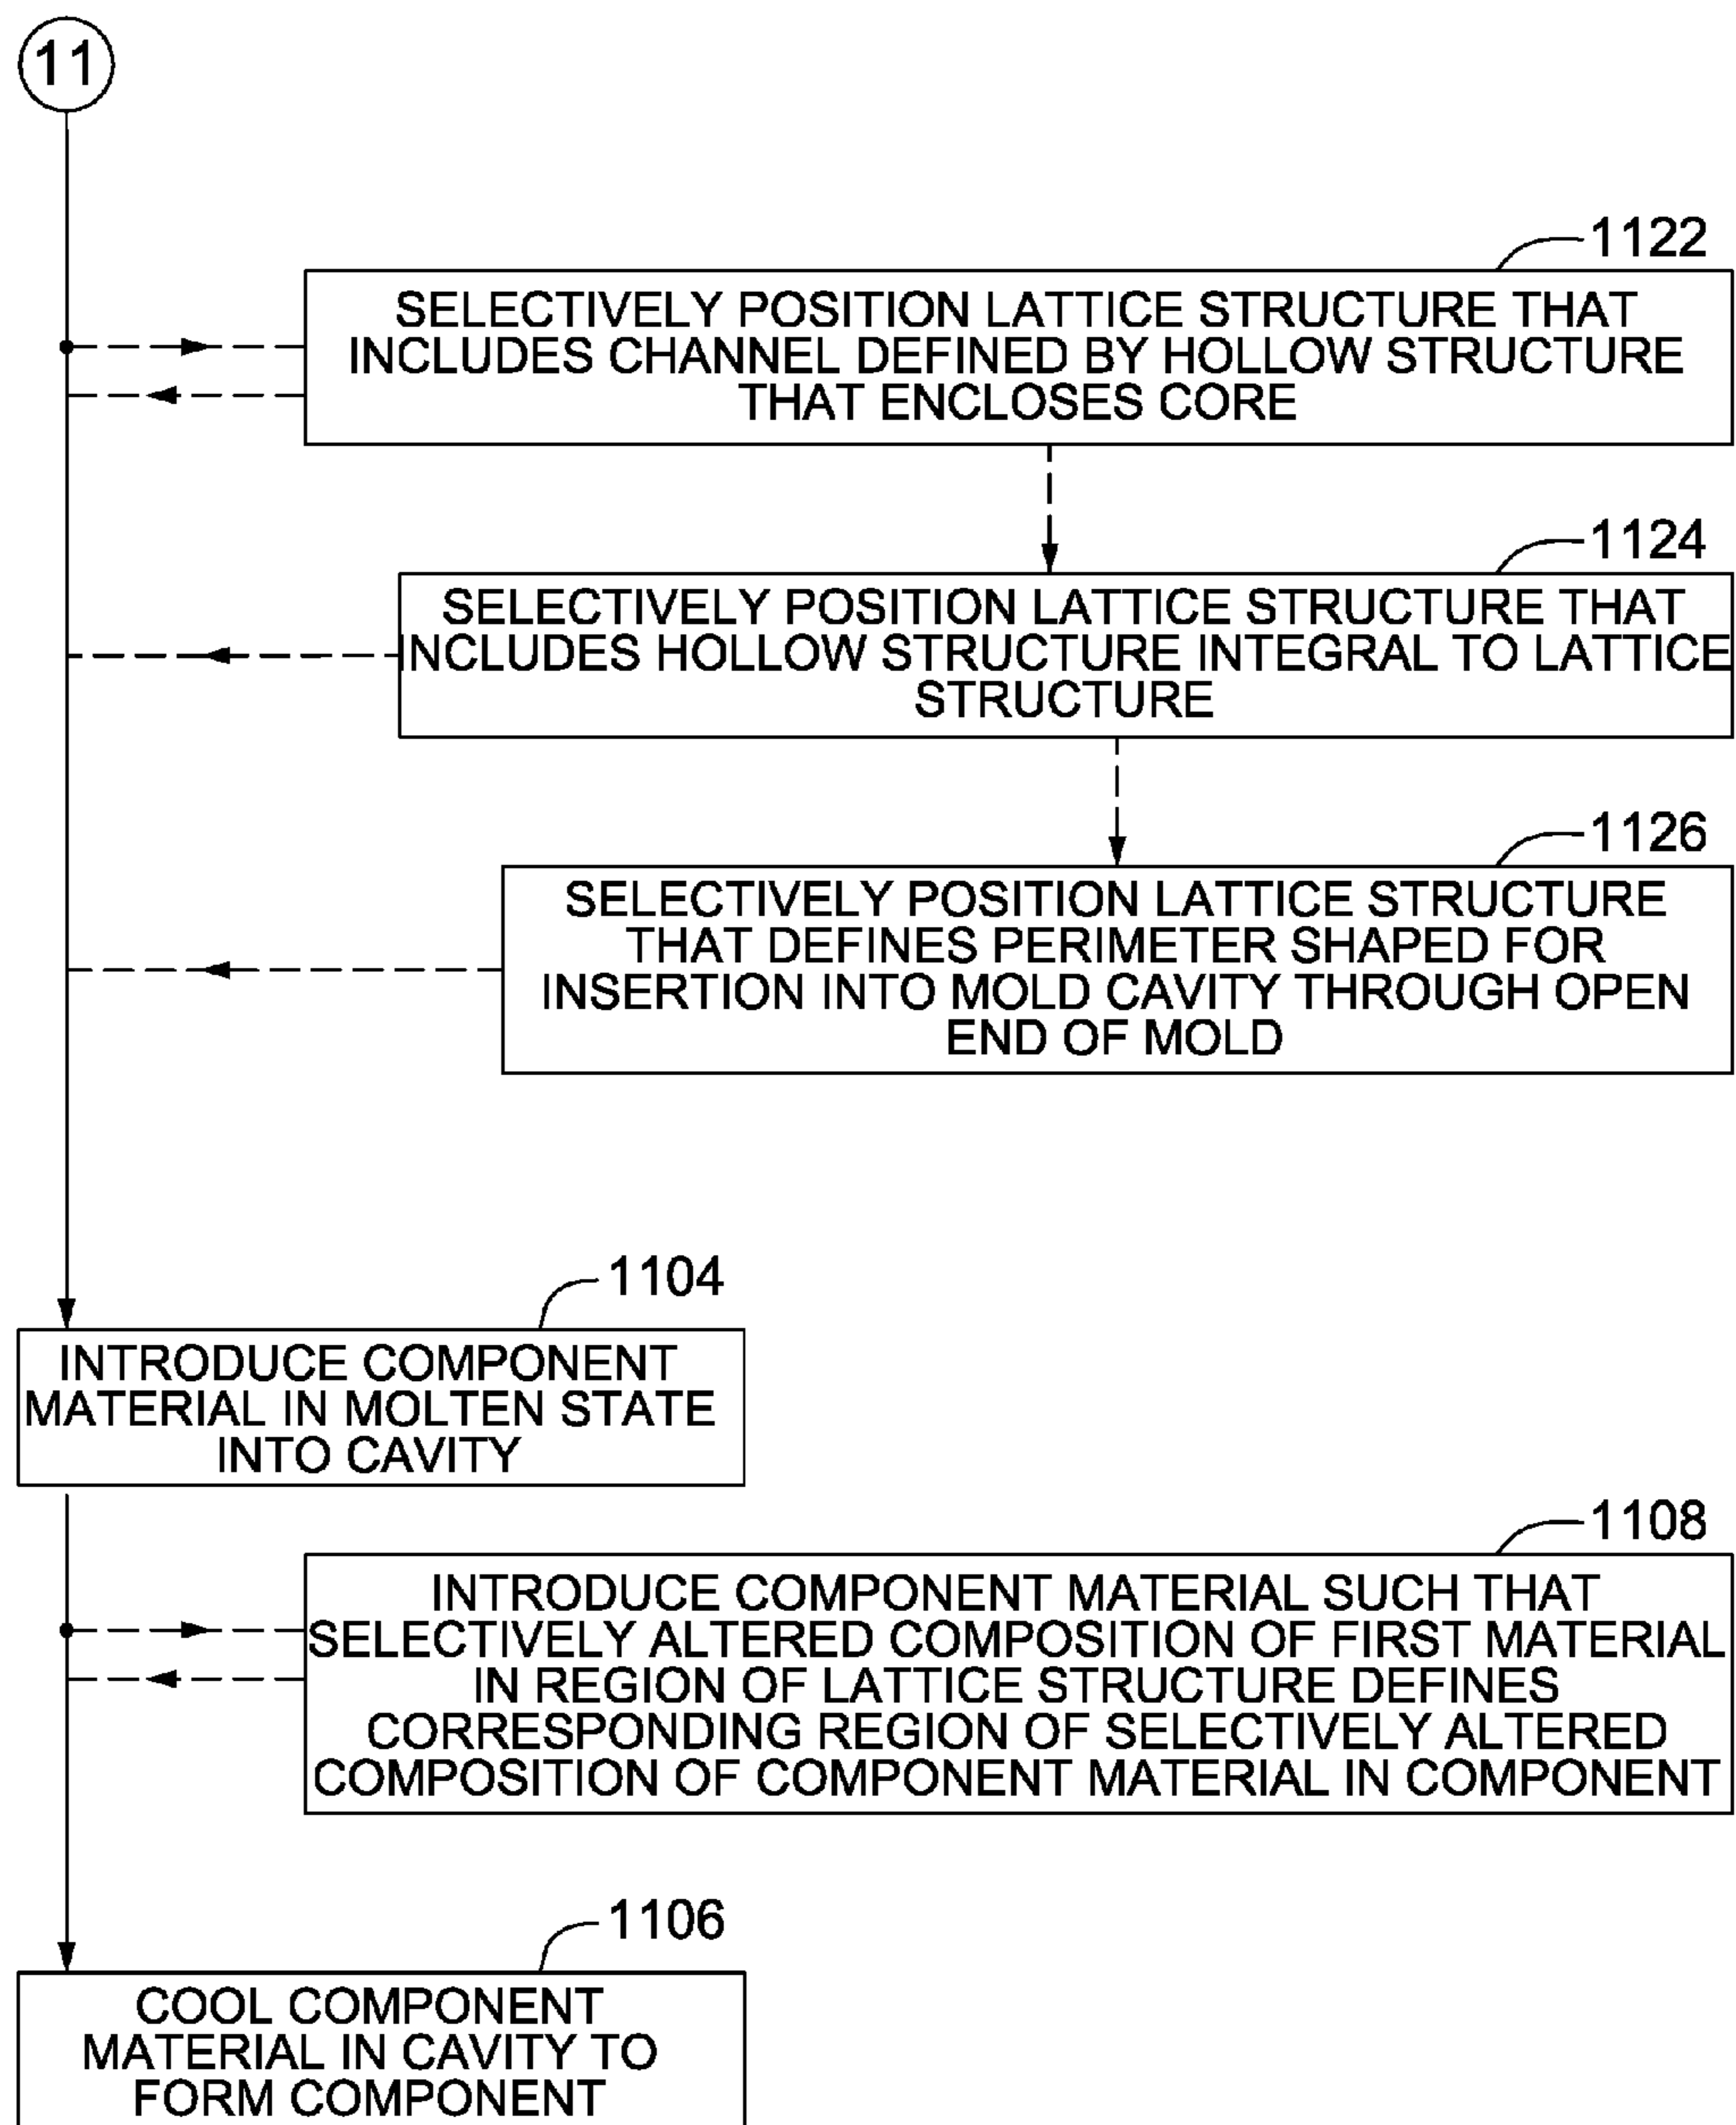 11
1122
SELECTIVELY POSITION LATTICE STRUCTURE THAT
INCLUDES CHANNEL DEFINED BY HOLLOW STRUCTURE
THAT ENCLOSES CORE
1124
SELECTIVELY POSITION LATTICE STRUCTURE THAT
INCLUDES HOLLOW STRUCTURE INTEGRAL TO LATTICE
STRUCTURE
1126
SELECTIVELY POSITION LATTICE STRUCTURE
THAT DEFINES PERIMETER SHAPED FOR
INSERTION INTO MOLD CAVITY THROUGH OPEN
END OF MOLD
1104
INTRODUCE COMPONENT
MATERIAL IN MOLTEN STATE
INTO CAVITY
1108
INTRODUCE COMPONENT MATERIAL SUCH THAT
SELECTIVELY ALTERED COMPOSITION OF FIRST MATERIAL
IN REGION OF LATTICE STRUCTURE DEFINES
CORRESPONDING REGION OF SELECTIVELY ALTERED
COMPOSITION OF COMPONENT MATERIAL IN COMPONENT
1106
COOL COMPONENT
MATERIAL IN CAVITY TO
FORM COMPONENT